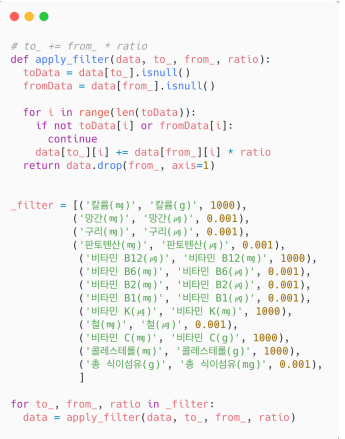 # to_ += from_ * ratio
def apply_filter(data, to_, from_, ratio):
  toData = data[to_].isnull()
  fromData = data[from_].isnull()

  for i in range(len(toData)):
    if not toData[i] or fromData[i]:
      continue
    data[to_][i] += data[from_][i] * ratio
  return data.drop(from_, axis=1)


_filter = [('칼륨(㎎)', '칼륨(g)', 1000),
           ('망간(㎎)', '망간(㎍)', 0.001),
           ('구리(㎎)', '구리(㎍)', 0.001),
           ('판토텐산(㎎)', '판토텐산(㎍)', 0.001),
            ('비타민 B12(㎍)', '비타민 B12(㎎)', 1000),
            ('비타민 B6(㎎)', '비타민 B6(㎍)', 0.001),
            ('비타민 B2(㎎)', '비타민 B2(㎍)', 0.001),
            ('비타민 B1(㎎)', '비타민 B1(㎍)', 0.001),
            ('비타민 K(㎍)', '비타민 K(㎎)', 1000),
            ('철(㎎)', '철(㎍)', 0.001),
            ('비타민 C(㎎)', '비타민 C(g)', 1000),
            ('콜레스테롤(㎎)', '콜레스테롤(g)', 1000),
            ('총 식이섬유(g)', '총 식이섬유(mg)', 0.001),
            ]

for to_, from_, ratio in _filter:
  data = apply_filter(data, to_, from_, ratio)